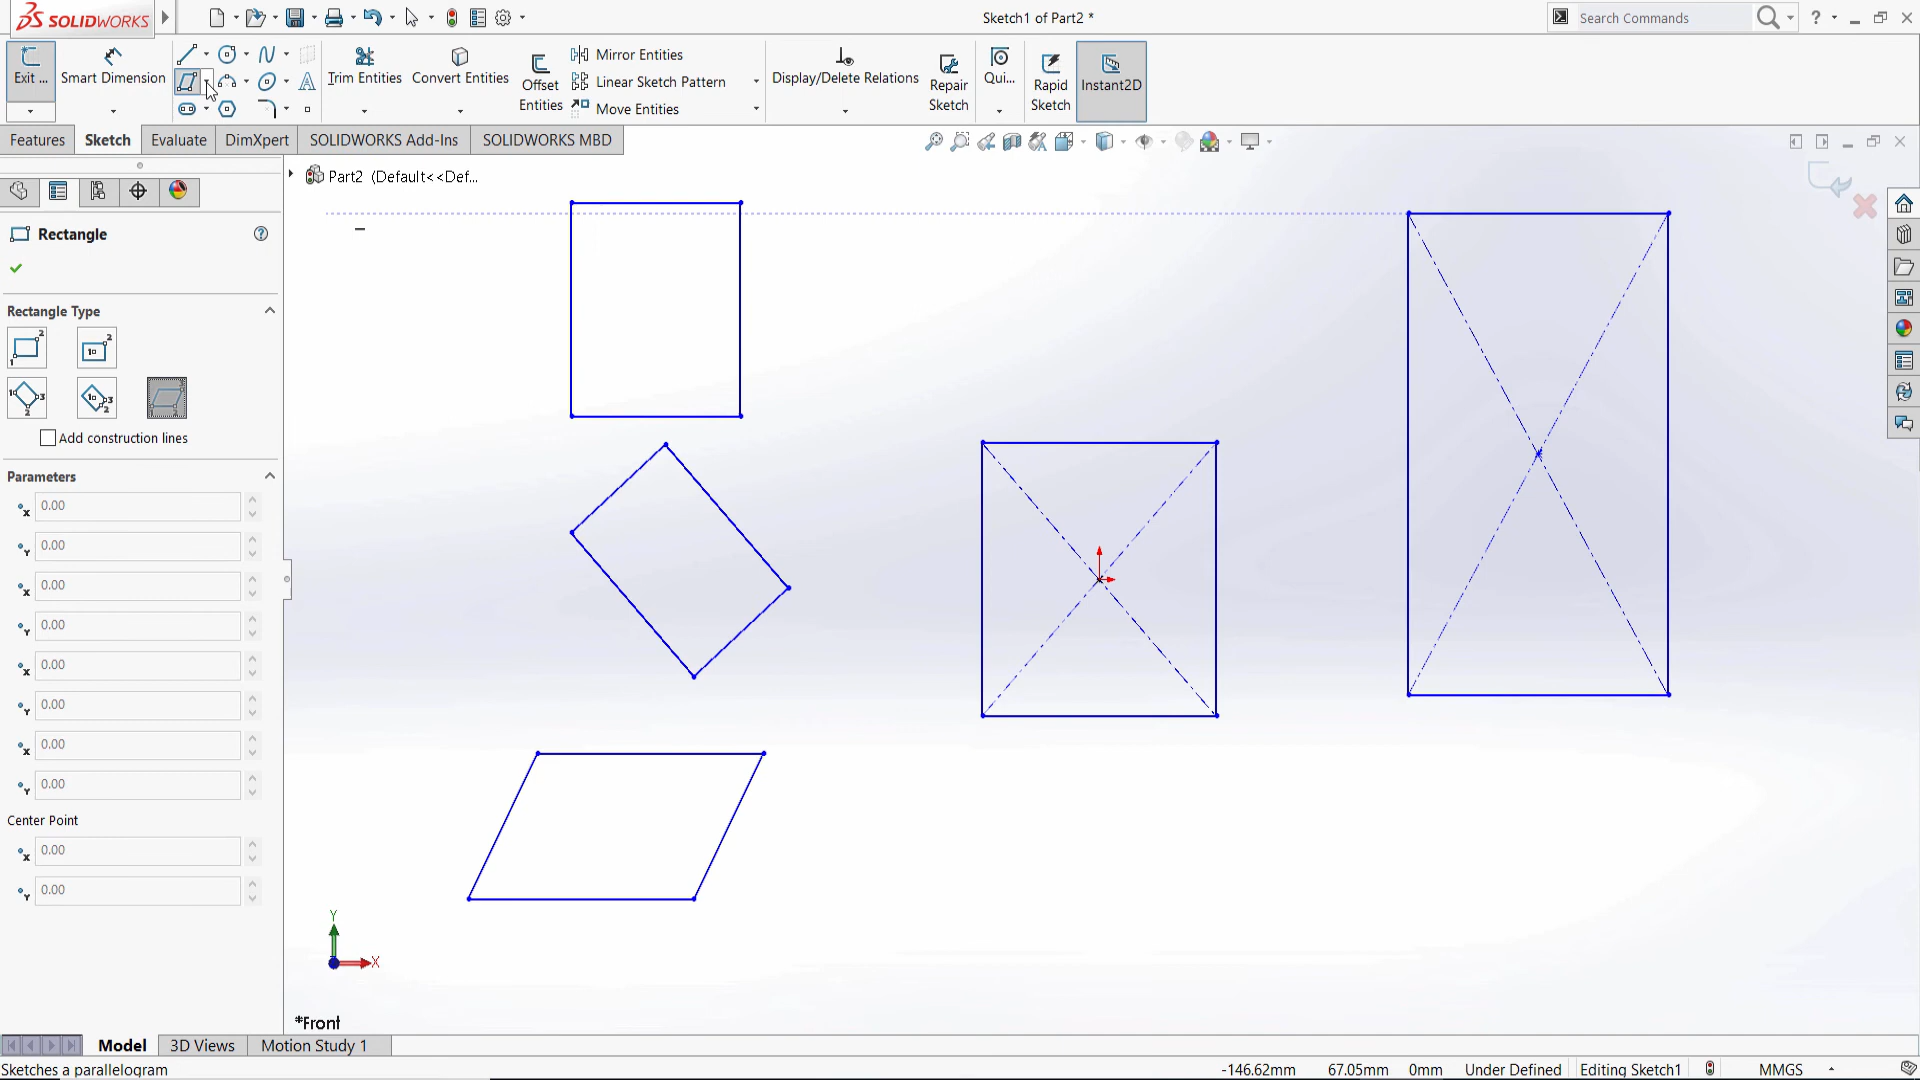 SOLIDWORKS
Sketch1 of Part2 *
Search Commands
?
Exit ...
Smart Dimension
Trim Entities
Convert Entities
Offset
Entities
Mirror Entities
Linear Sketch Pattern
Move Entities
Display/Delete Relations
Repair
Sketch
Qui...
Rapid
Sketch
Instant2D
Features
Sketch
Evaluate
DimXpert
SOLIDWORKS Add-Ins
SOLIDWORKS MBD
Part2 (Default<<Def...
Rectangle
?
Rectangle Type
Add construction lines
Parameters
x 0.00
Y 0.00
x 0.00
Y 0.00
x 0.00
Y 0.00
x 0.00
Y 0.00
Center Point
x 0.00
Y 0.00
Y
X
*Front
Model
3D Views
Motion Study 1
Sketches a parallelogram
-146.62mm
67.05mm
0mm
Under Defined
Editing Sketch1
MMGS